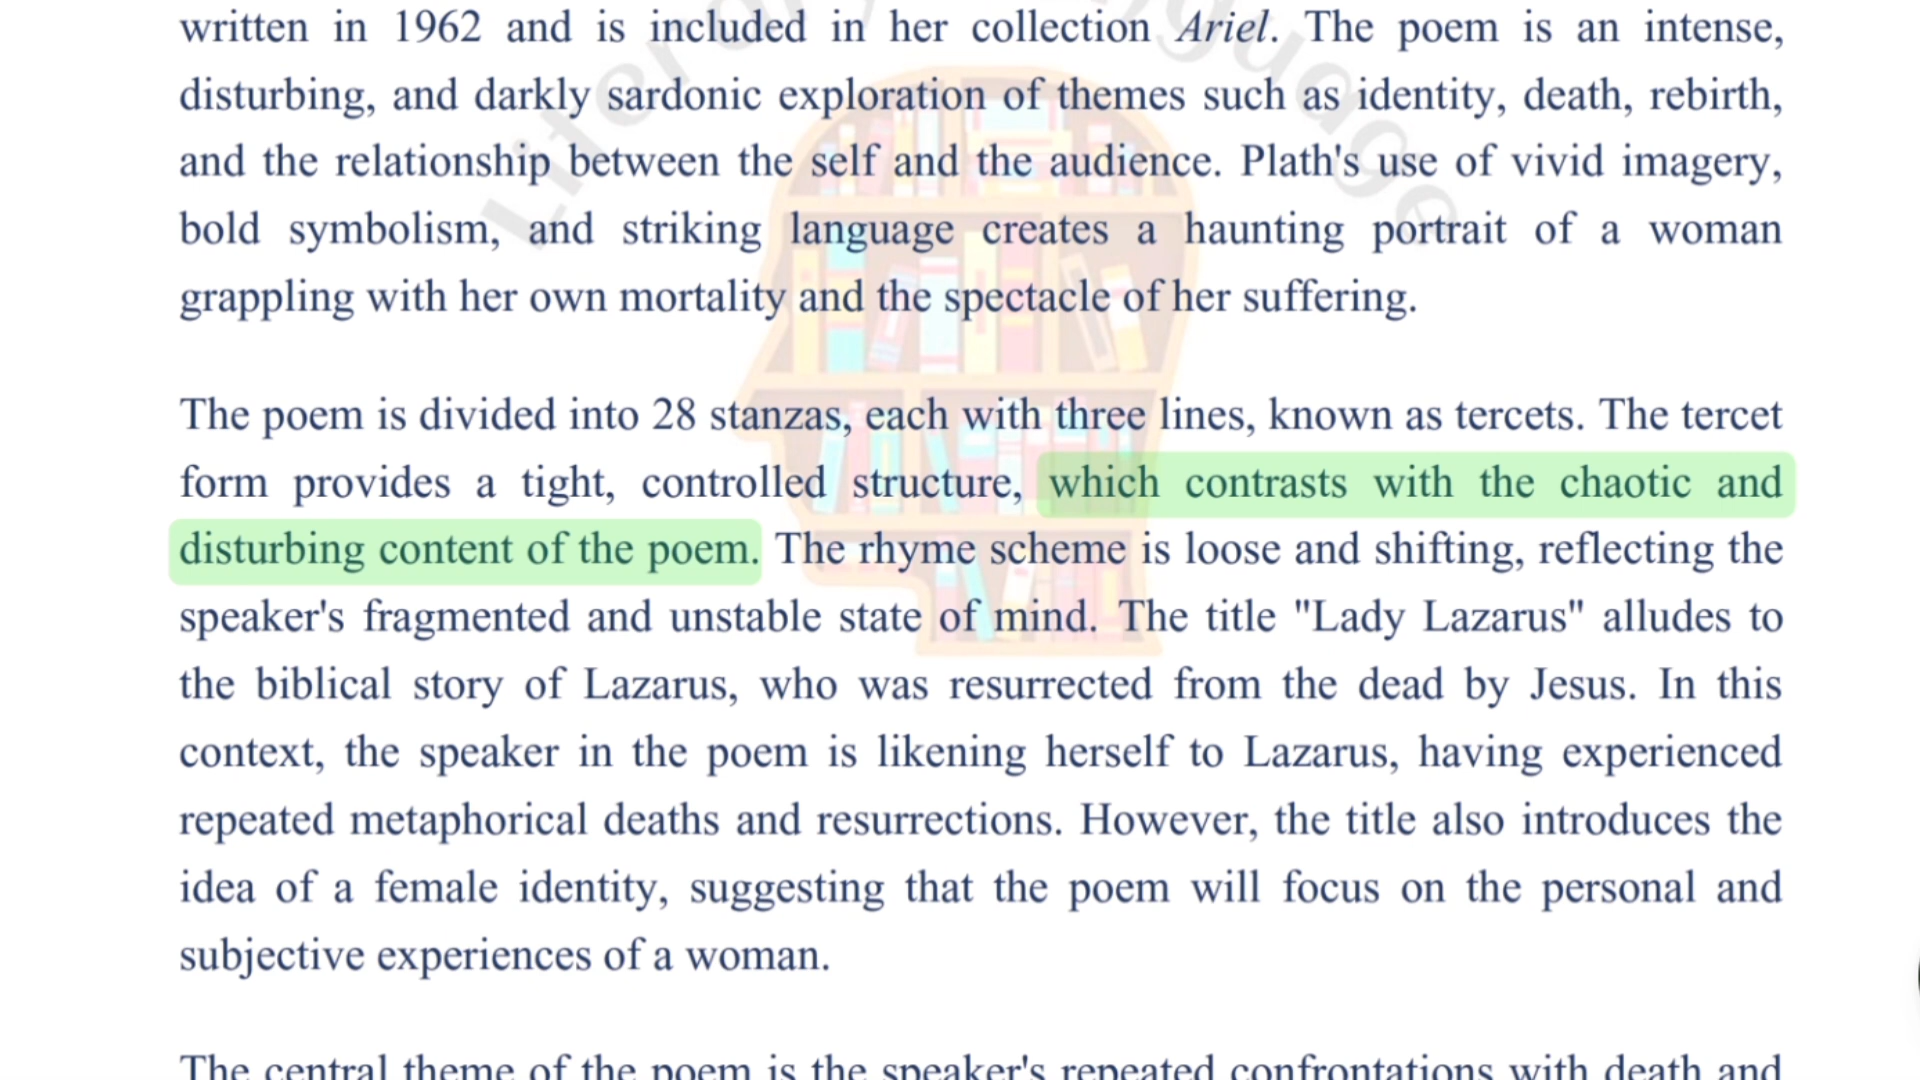 written in 1962 and is included in her collection Ariel. The poem is an intense,
disturbing, and darkly sardonic exploration of themes such as identity, death, rebirth,
and the relationship between the self and the audience. Plath's use of vivid imagery,
bold symbolism, and striking language creates a haunting portrait of a woman
grappling with her own mortality and the spectacle of her suffering.
The poem is divided into 28 stanzas, each with three lines, known as tercets. The tercet
form provides a tight, controlled structure, which contrasts with the chaotic and
disturbing content of the poem. The rhyme scheme is loose and shifting, reflecting the
speaker's fragmented and unstable state of mind. The title "Lady Lazarus" alludes to
the biblical story of Lazarus, who was resurrected from the dead by Jesus. In this
context, the speaker in the poem is likening herself to Lazarus, having experienced
repeated metaphorical deaths and resurrections. However, the title also introduces the
idea of a female identity, suggesting that the poem will focus on the personal and
subjective experiences of a woman.
The central theme of the poem is the speaker's repeated confrontations with death and